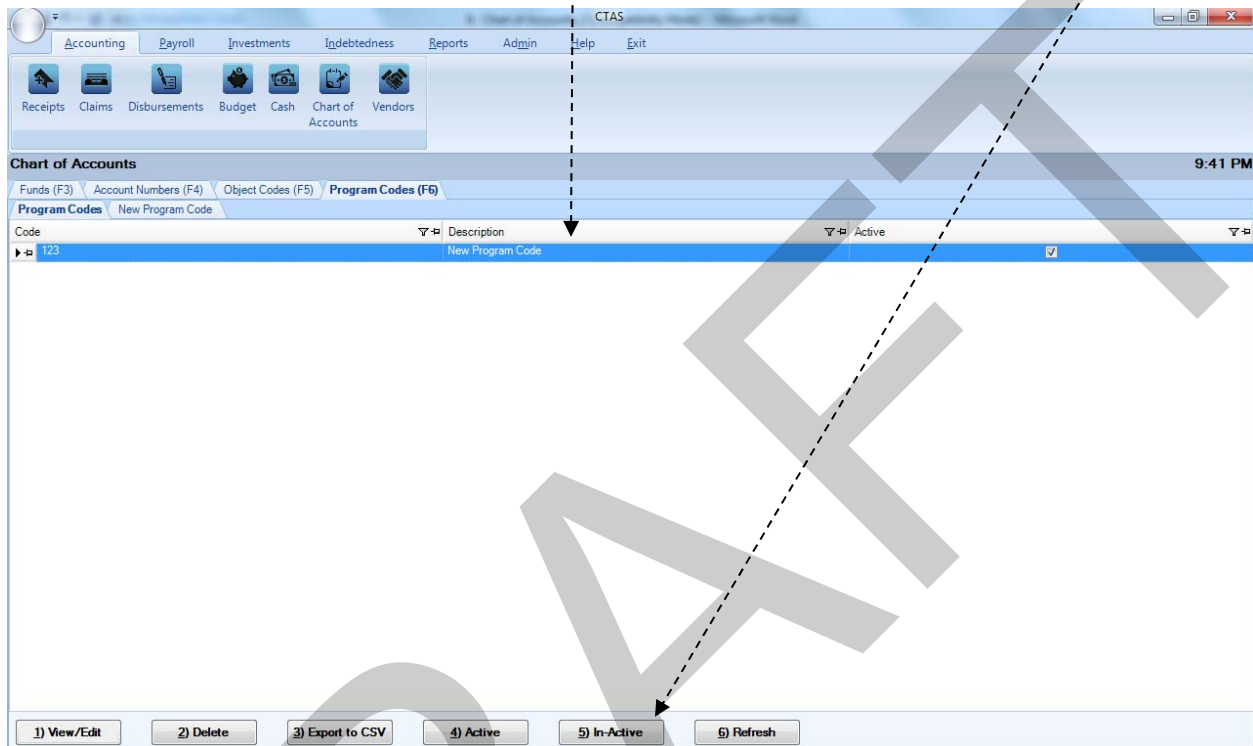 CTAS
Accounting Payroll Investments Indebtedness Reports Admin Help Exit
Receipts Claims Disbursements Budget Cash Chart of Accounts Vendors
Chart of Accounts 9:41 PM
Funds (F3) Account Numbers (F4) Object Codes (F5) Program Codes (F6)
Program Codes New Program Code
Code Description Active
123 New Program Code
1) View/Edit 2) Delete 3) Export to CSV 4) Active 5) In-Active 6) Refresh
DRAFT